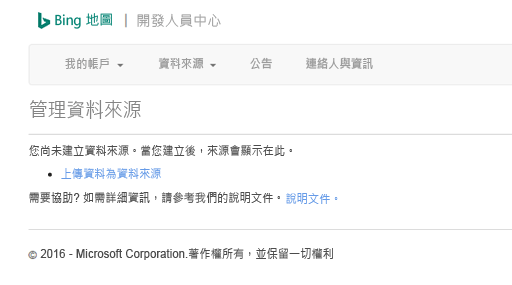 Bing 地圖 | 開發人員中心
我的帳戶 資料來源 公告 連絡人與資訊
管理資料來源
您尚未建立資料來源。當您建立後，來源會顯示在此。
• 上傳資料為資料來源
需要協助? 如需詳細資訊，請參考我們的說明文件。說明文件。
© 2016 - Microsoft Corporation.著作權所有，並保留一切權利